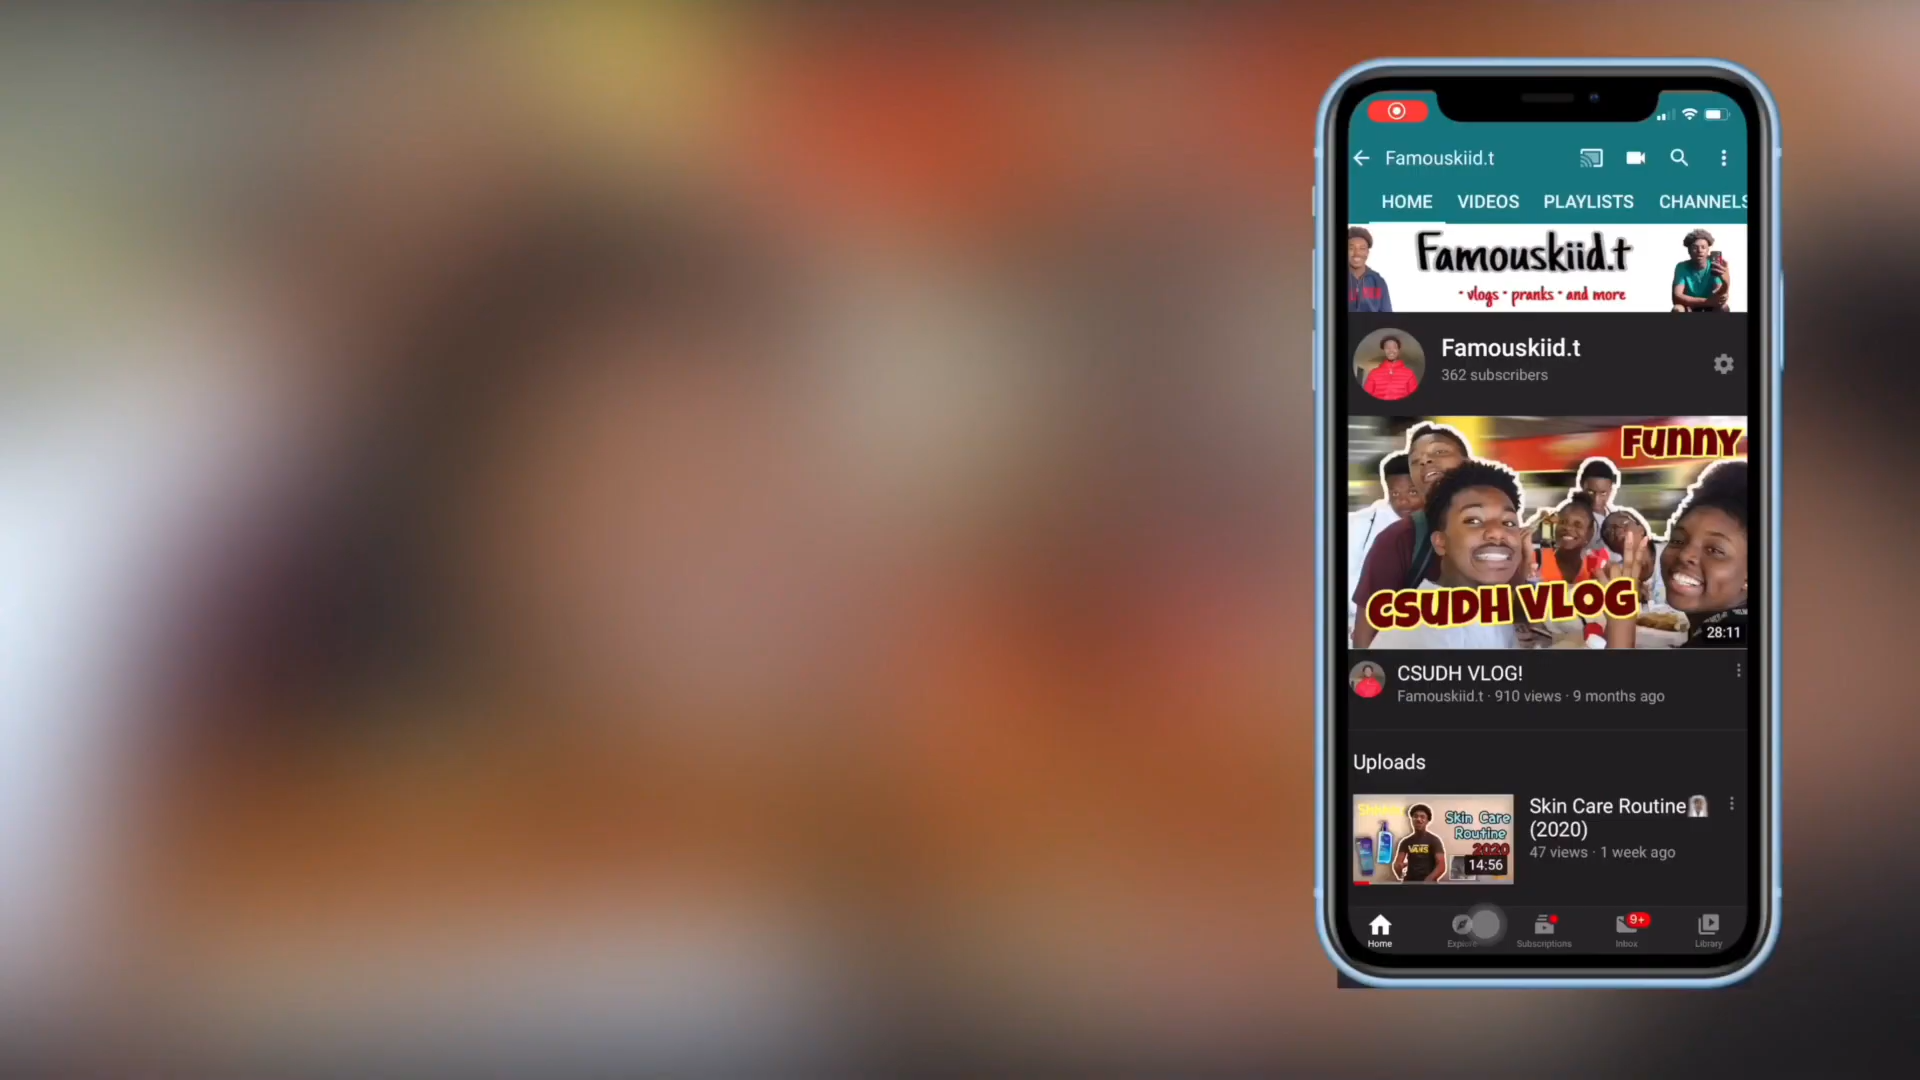 Famouskiid.t
HOME VIDEOS PLAYLISTS CHANNELS
Famouskiid.t
· vlogs · pranks · and more
Famouskiid.t
362 subscribers
FUNNY
CSUDH VLOG
28:11
CSUDH VLOG!
Famouskiid.t · 910 views · 9 months ago
Uploads
Skin Care
Routine
2020
VANS
14:56
Skin Care Routine
(2020)
47 views · 1 week ago
9+
Home Explore Subscriptions Inbox Library